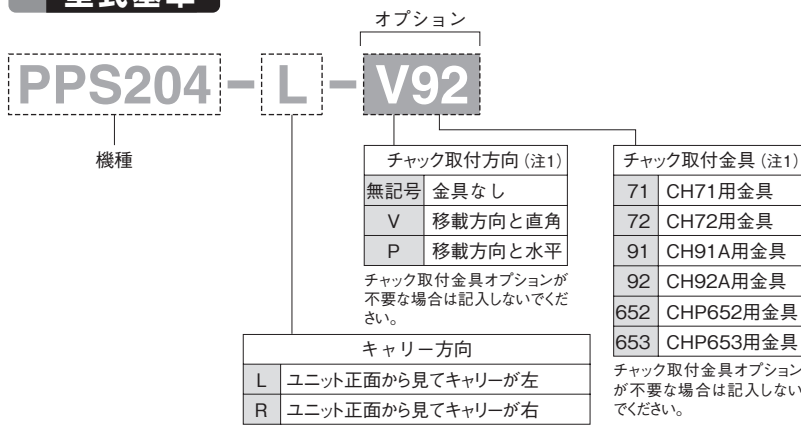 オプション
PPS204-L-V92
機種
チャック取付方向(注1)
無記号 金具なし
V 移載方向と直角
P 移載方向と水平
チャック取付金具オプションが
不要な場合は記入しないでくだ
さい。
チャック取付金具(注1)
71 CH71用金具
72 CH72用金具
91 CH91A用金具
92 CH92A用金具
652 CHP652用金具
653 CHP653用金具
チャック取付金具オプション
が不要な場合は記入しない
でください。
キャリー方向
L ユニット正面から見てキャリーが左
R ユニット正面から見てキャリーが右